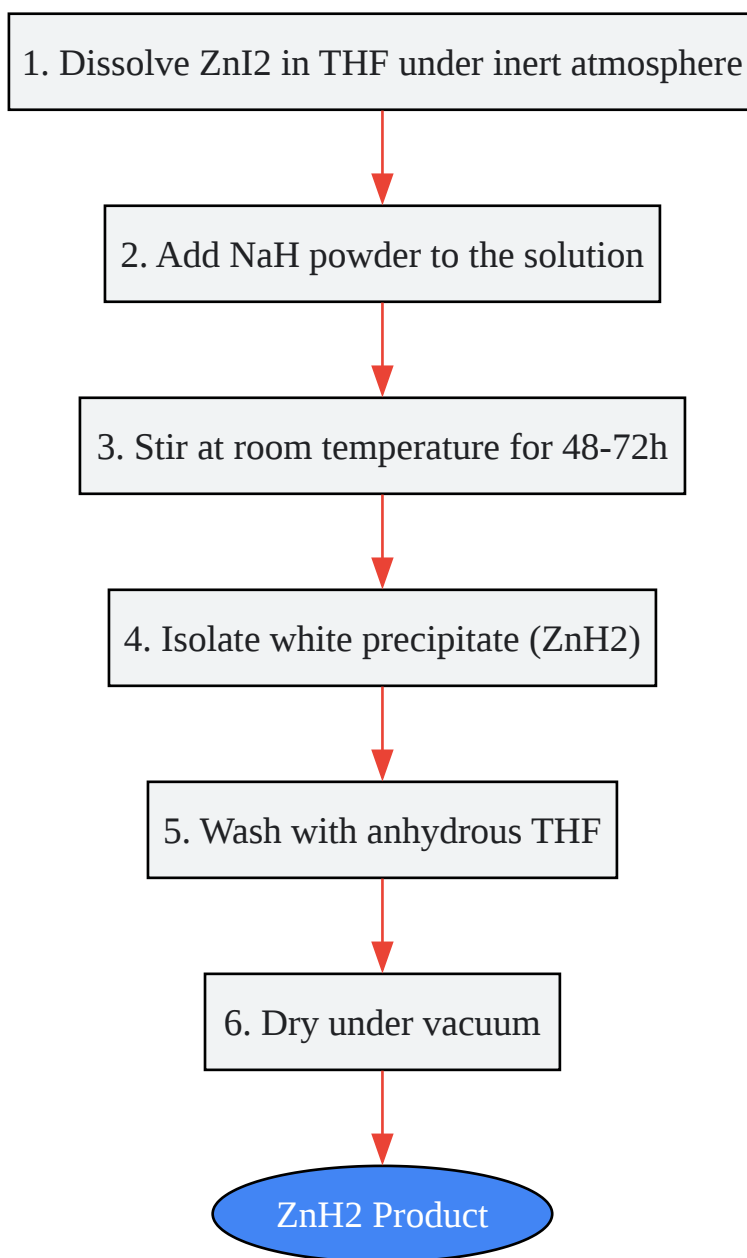 1. Dissolve ZnI2 in THF under inert atmosphere
2. Add NaH powder to the solution
3. Stir at room temperature for 48-72h
4. Isolate white precipitate (ZnH2)
5. Wash with anhydrous THF
6. Dry under vacuum
ZnH2 Product